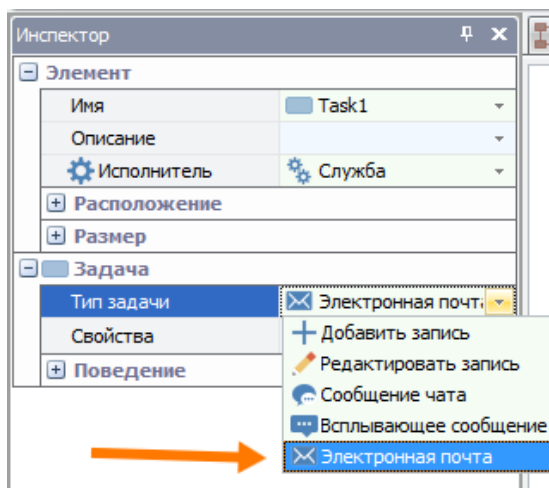 Инспектор
Элемент
Имя Task1
Описание
Исполнитель Служба
Расположение
Размер
Задача
Тип задачи Электронная почта
Свойства
Добавить запись
Редактировать запись
Поведение
Сообщение чата
Всплывающее сообщение
Электронная почта